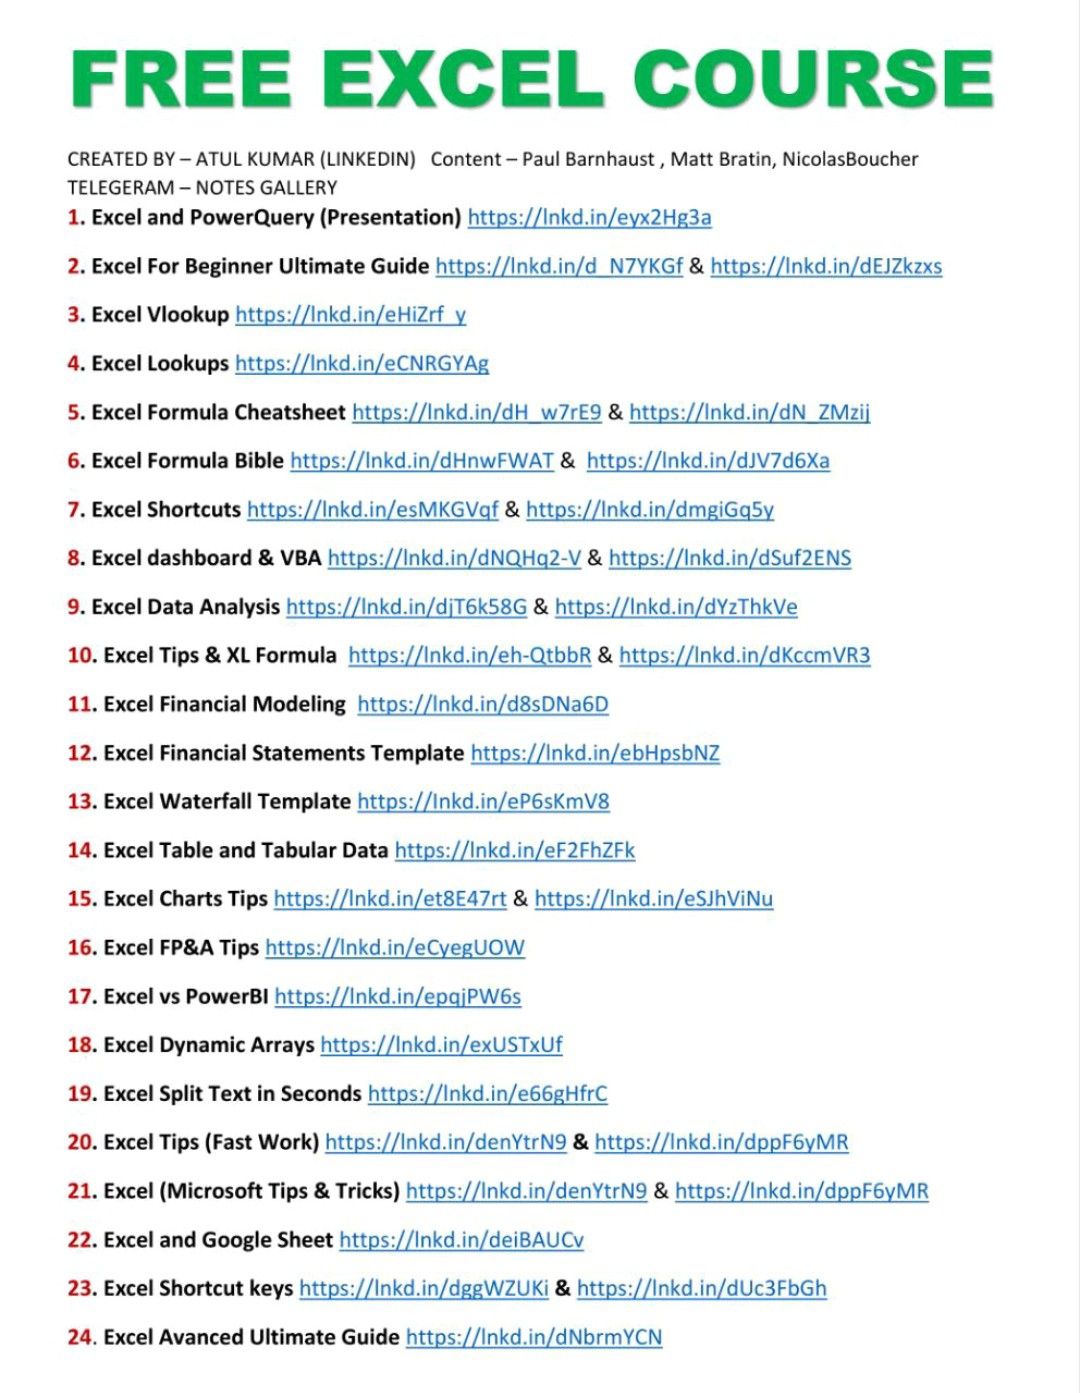 FREE EXCEL COURSE
CREATED BY – ATUL KUMAR (LINKEDIN) Content – Paul Barnhaust , Matt Bratin, NicolasBoucher
TELEGERAM – NOTES GALLERY
1. Excel and PowerQuery (Presentation) https://lnkd.in/eyx2Hg3a
2. Excel For Beginner Ultimate Guide https://lnkd.in/d_N7YKGf & https://lnkd.in/dEJZkzxs
3. Excel Vlookup https://lnkd.in/eHiZrf_y
4. Excel Lookups https://lnkd.in/eCNRGYAg
5. Excel Formula Cheatsheet https://lnkd.in/dH_w7rE9 & https://lnkd.in/dN_ZMzij
6. Excel Formula Bible https://lnkd.in/dHnwFWAT & https://lnkd.in/dJV7d6Xa
7. Excel Shortcuts https://lnkd.in/esMKGVqf & https://lnkd.in/dmgiGq5y
8. Excel dashboard & VBA https://lnkd.in/dNQHq2-V & https://lnkd.in/dSuf2ENS
9. Excel Data Analysis https://lnkd.in/djT6k58G & https://lnkd.in/dYzThkVe
10. Excel Tips & XL Formula https://lnkd.in/eh-QtbbR & https://lnkd.in/dKccmVR3
11. Excel Financial Modeling https://lnkd.in/d8sDNa6D
12. Excel Financial Statements Template https://lnkd.in/ebHpsbNZ
13. Excel Waterfall Template https://lnkd.in/eP6sKmV8
14. Excel Table and Tabular Data https://lnkd.in/eF2FhZFk
15. Excel Charts Tips https://lnkd.in/et8E47rt & https://lnkd.in/eSJhViNu
16. Excel FP&A Tips https://lnkd.in/eCyegUOW
17. Excel vs PowerBI https://lnkd.in/epqjPW6s
18. Excel Dynamic Arrays https://lnkd.in/exUSTxUf
19. Excel Split Text in Seconds https://lnkd.in/e66gHfrC
20. Excel Tips (Fast Work) https://lnkd.in/denYtrN9 & https://lnkd.in/dppF6yMR
21. Excel (Microsoft Tips & Tricks) https://lnkd.in/denYtrN9 & https://lnkd.in/dppF6yMR
22. Excel and Google Sheet https://lnkd.in/deiBAUCv
23. Excel Shortcut keys https://lnkd.in/dggWZUKi & https://lnkd.in/dUc3FbGh
24. Excel Avanced Ultimate Guide https://lnkd.in/dNbrmYCN